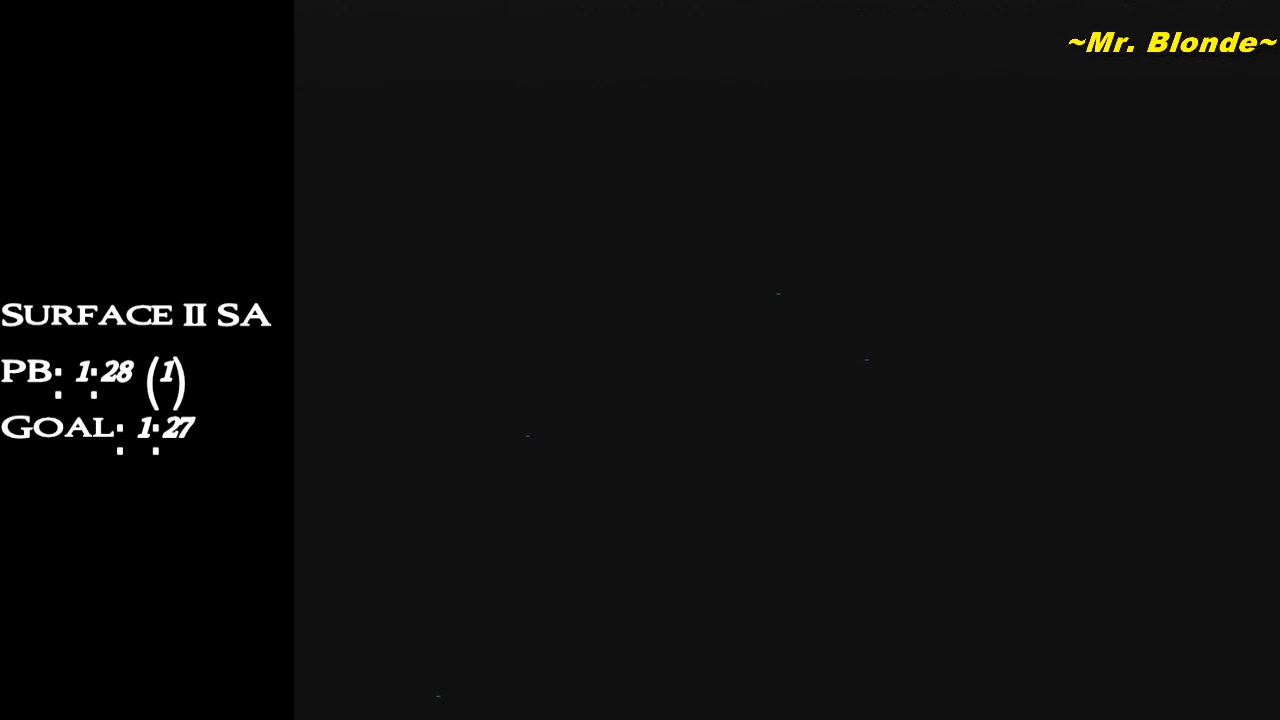 ~Mr. Blonde~
Surface II SA
PB: 1:28 (1)
Goal: 1:27